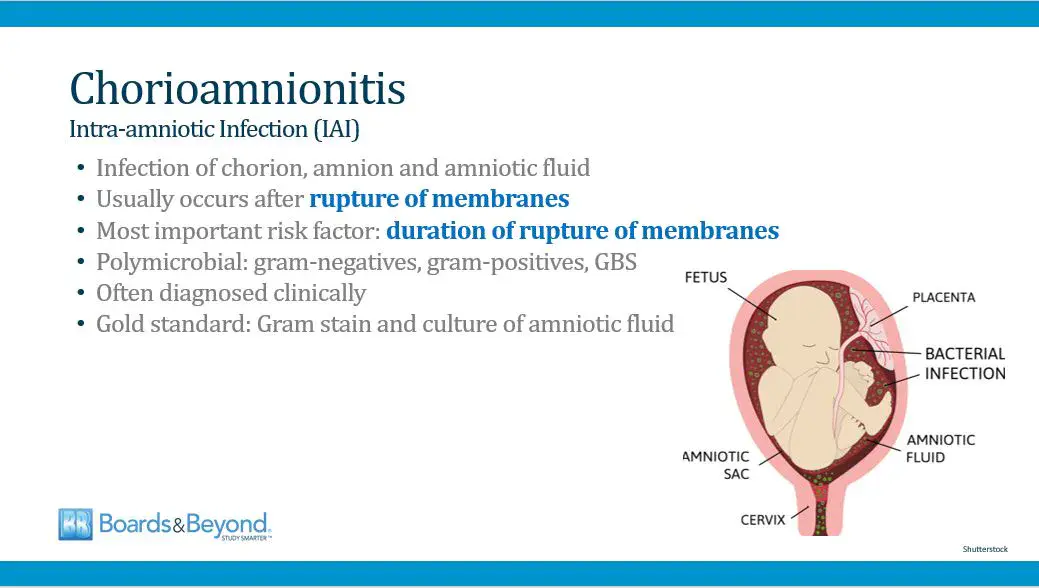 Chorioamnionitis
Intra-amniotic Infection (IAI)
• Infection of chorion, amnion and amniotic fluid
• Usually occurs after rupture of membranes
• Most important risk factor: duration of rupture of membranes
• Polymicrobial: gram-negatives, gram-positives, GBS
• Often diagnosed clinically
• Gold standard: Gram stain and culture of amniotic fluid
FETUS
PLACENTA
BACTERIAL
INFECTION
AMNIOTIC
FLUID
AMNIOTIC
SAC
CERVIX
BB Boards&Beyond®
STUDY SMARTER™
Shutterstock